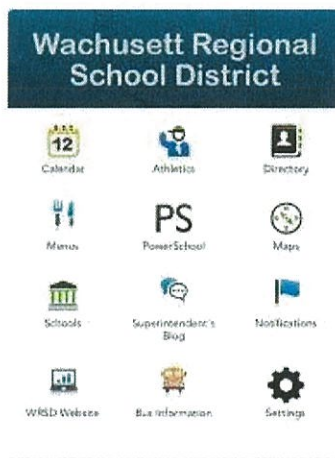 Wachusett Regional
School District
12
Calendar
Athletics
Directory
Menus
PS
PowerSchool
Maps
Schools
Superintendent's
Blog
Notifications
WRSD Website
Bus Information
Settings